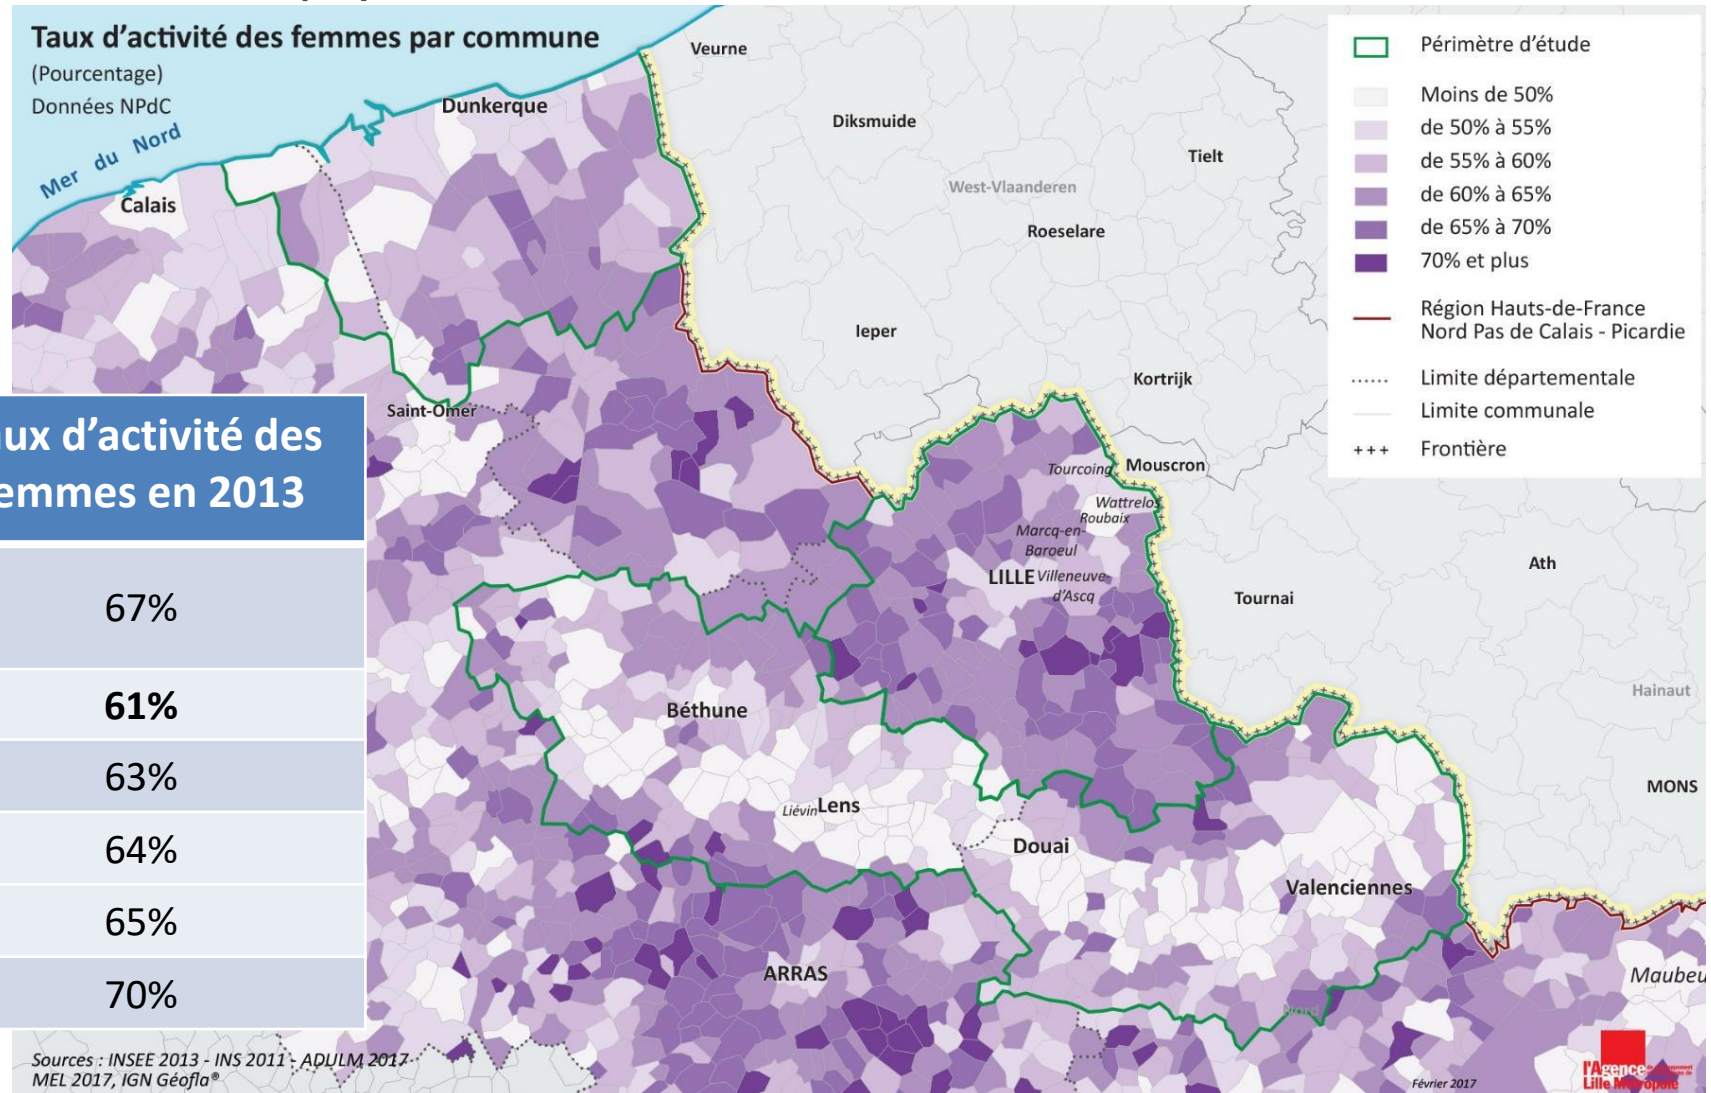 Taux d’activité des femmes par commune
(Pourcentage)
Données NPdC
Mer du Nord
Dunkerque
Calais
Saint-Omer
Veurne
Diksmuide
Tielt
West-Vlaanderen
Roeselare
Ieper
Kortrijk
Tourcoing
Mouscron
Wattrelos
Roubaix
Marcq-en-
Baroeul
LILLE
Villeneuve-
d’Ascq
Tournai
Ath
Hainaut
MONS
Béthune
Liévin
Lens
Douai
Valenciennes
ARRAS
Nord
Maubeu
Périmètre d’étude
Moins de 50%
de 50% à 55%
de 55% à 60%
de 60% à 65%
de 65% à 70%
70% et plus
Région Hauts-de-France
Nord Pas de Calais - Picardie
Limite départementale
Limite communale
+++ Frontière
aux d’activité des
emmes en 2013
67%
61%
63%
64%
65%
70%
Sources : INSEE 2013 - INS 2011 - ADULM 2017
MEL 2017, IGN Géofla®
Février 2017
l'Agence
Lille Métropole